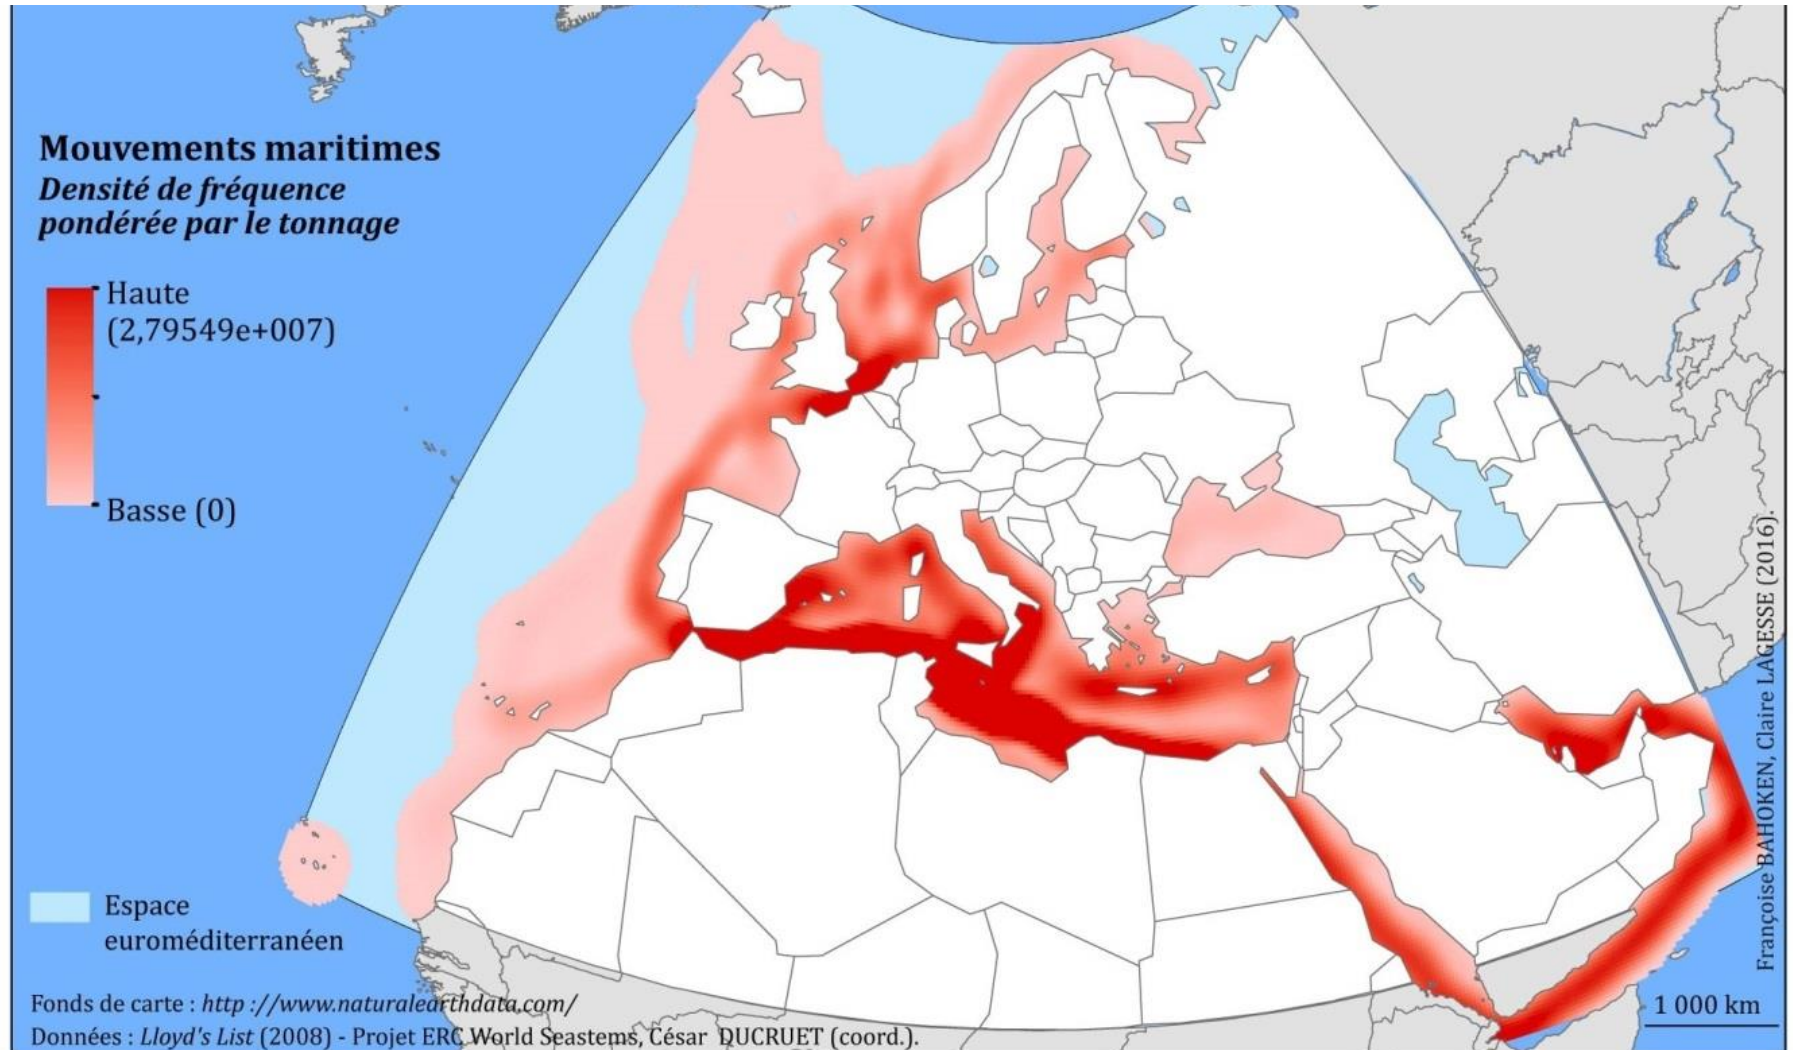 Mouvements maritimes
Densité de fréquence
pondérée par le tonnage
Haute
(2,79549e+007)
Basse (0)
Espace
euroméditerranéen
Fonds de carte : http ://www.naturalearthdata.com/
Données : Lloyd's List (2008) - Projet ERC World Seastems, César DUCRUET (coord.).
1 000 km
Françoise BAHOKEN, Claire LAGESSE (2016).